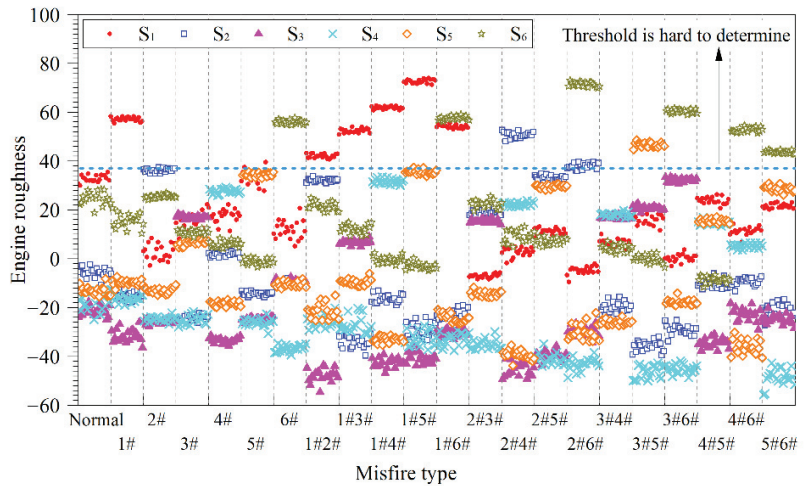 100
80
60
40
20
0
−20
−40
−60
Engine roughness
S1 S2 S3 S4 S5 S6
Threshold is hard to determine
Normal 2# 4# 6# 1#3# 1#5# 2#3# 2#5# 3#4# 3#6# 4#6#
1# 3# 5# 1#2# 1#4# 1#6# 2#4# 2#6# 3#5# 4#5# 5#6#
Misfire type